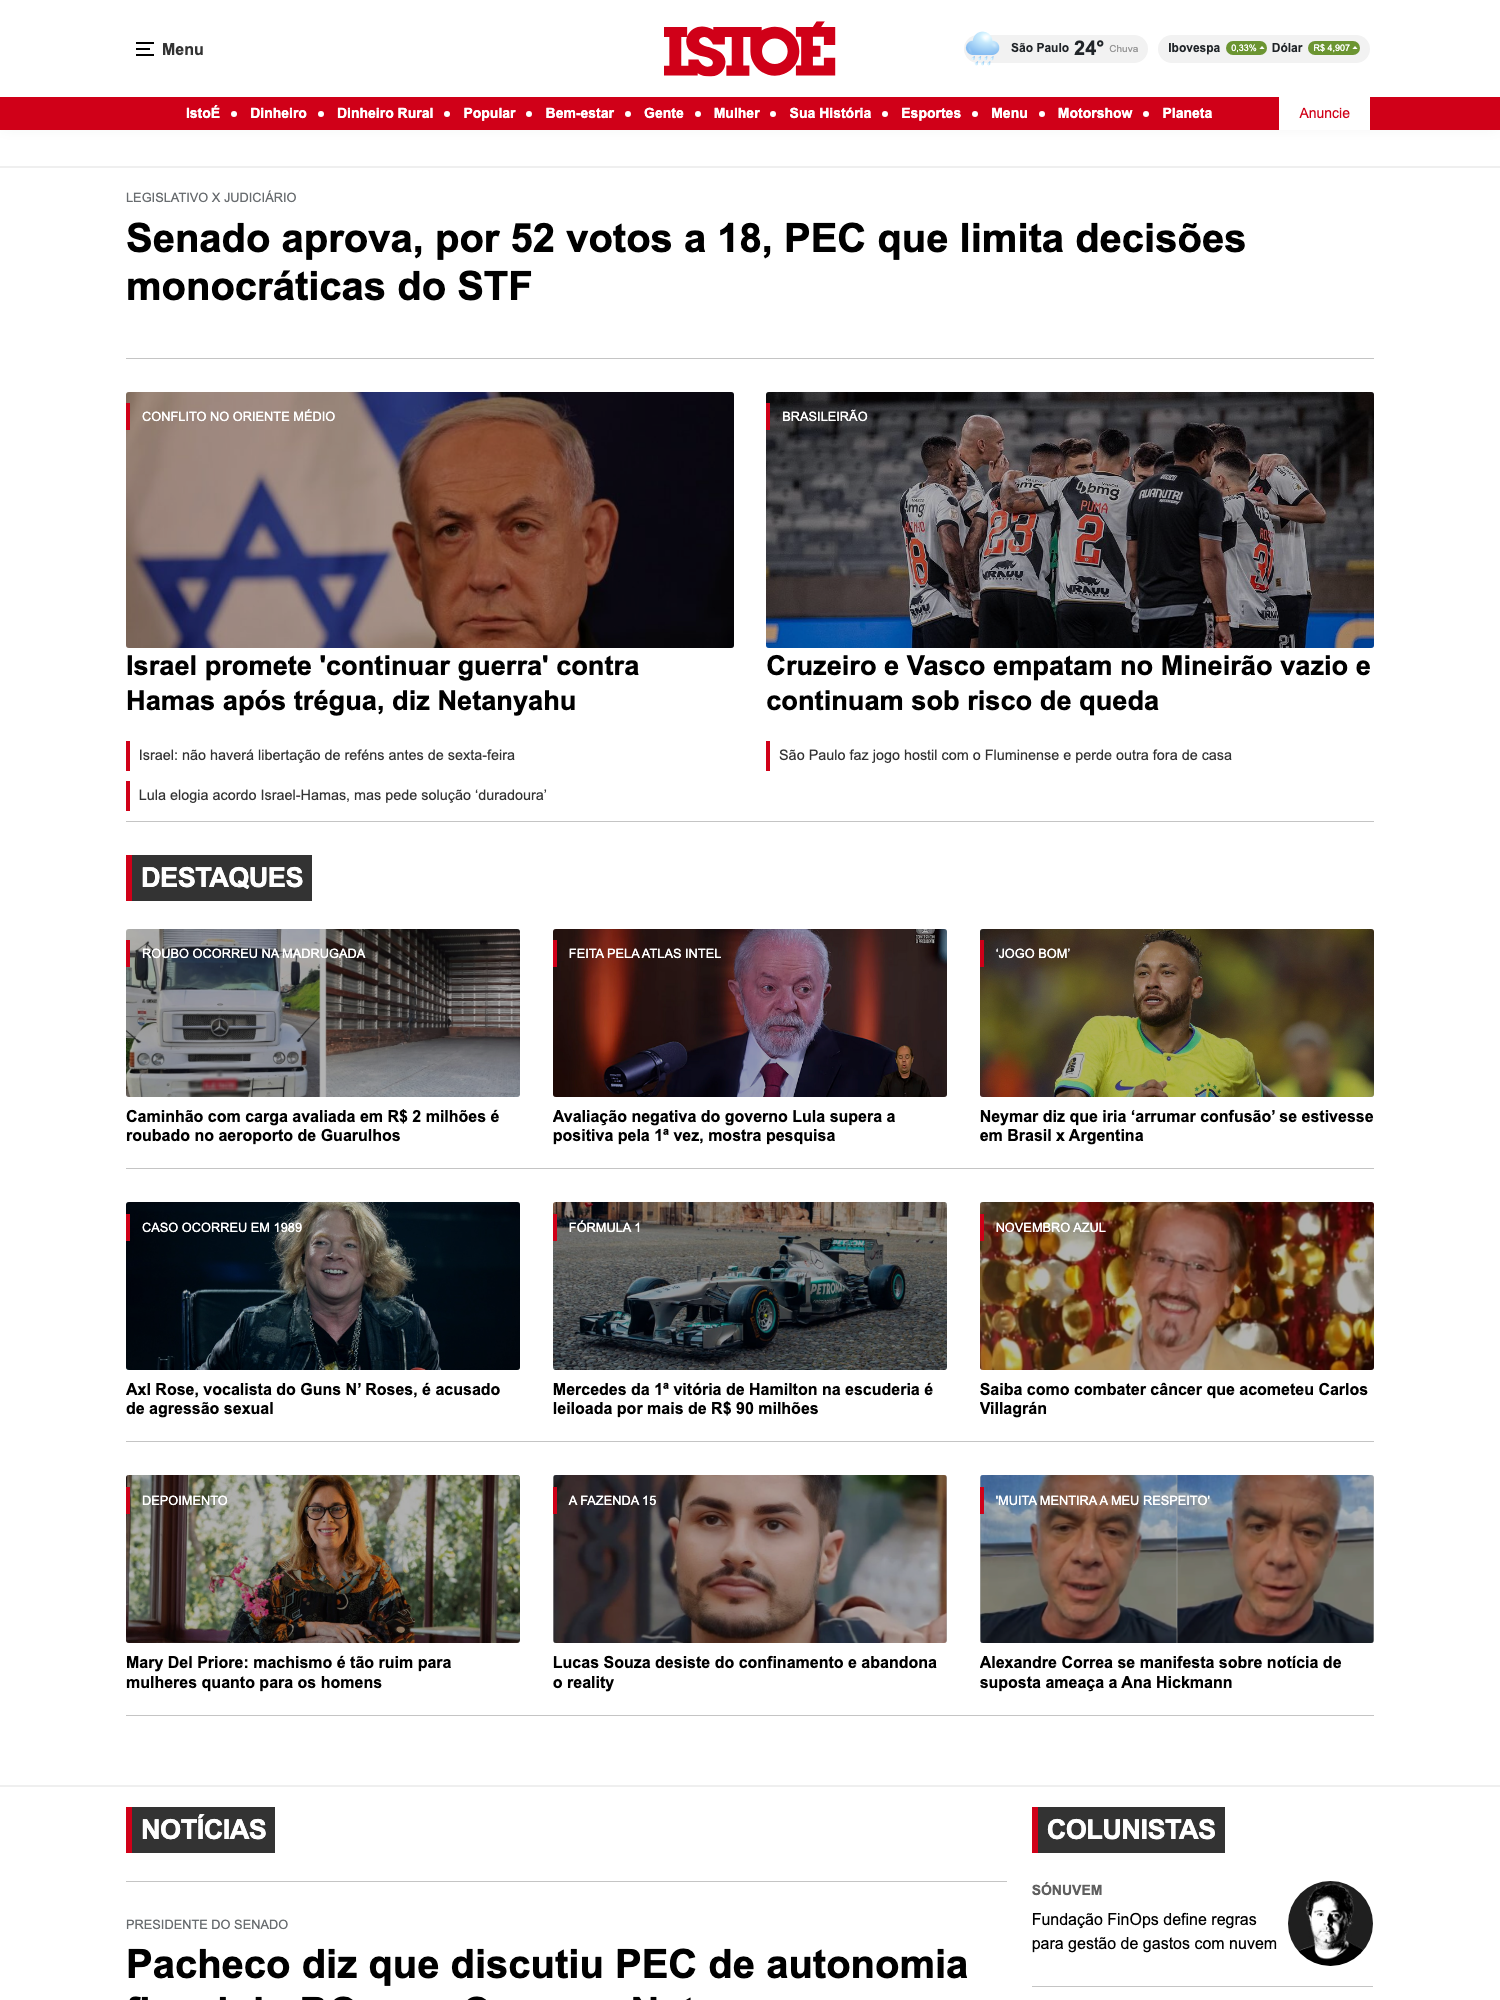 Menu
ISTOÉ
São Paulo 24° Chuva
Ibovespa 0,33% Dólar R$ 4,907
IstoÉ • Dinheiro • Dinheiro Rural • Popular • Bem-estar • Gente • Mulher • Sua História • Esportes • Menu • Motorshow • Planeta
Anuncie
LEGISLATIVO X JUDICIÁRIO
Senado aprova, por 52 votos a 18, PEC que limita decisões
monocráticas do STF
CONFLITO NO ORIENTE MÉDIO
Israel promete 'continuar guerra' contra
Hamas após trégua, diz Netanyahu
Israel: não haverá libertação de reféns antes de sexta-feira
Lula elogia acordo Israel-Hamas, mas pede solução ‘duradoura’
BRASILEIRÃO
bmg
PUMA
23
2
21
Cruzeiro e Vasco empatam no Mineirão vazio e
continuam sob risco de queda
São Paulo faz jogo hostil com o Fluminense e perde outra fora de casa
DESTAQUES
ROUBO OCORREU NA MADRUGADA
Caminhão com carga avaliada em R$ 2 milhões é
roubado no aeroporto de Guarulhos
FEITA PELA ATLAS INTEL
Avaliação negativa do governo Lula supera a
positiva pela 1ª vez, mostra pesquisa
‘JOGO BOM’
Neymar diz que iria ‘arrumar confusão’ se estivesse
em Brasil x Argentina
CASO OCORREU EM 1989
Axl Rose, vocalista do Guns N’ Roses, é acusado
de agressão sexual
FÓRMULA 1
PETRONAS
Mercedes da 1ª vitória de Hamilton na escuderia é
leiloada por mais de R$ 90 milhões
NOVEMBRO AZUL
Saiba como combater câncer que acometeu Carlos
Villagrán
DEPOIMENTO
Mary Del Priore: machismo é tão ruim para
mulheres quanto para os homens
A FAZENDA 15
Lucas Souza desiste do confinamento e abandona
o reality
'MUITA MENTIRA A MEU RESPEITO'
Alexandre Correa se manifesta sobre notícia de
suposta ameaça a Ana Hickmann
NOTÍCIAS
PRESIDENTE DO SENADO
Pacheco diz que discutiu PEC de autonomia
COLUNISTAS
SÓNUVEM
Fundação FinOps define regras
para gestão de gastos com nuvem